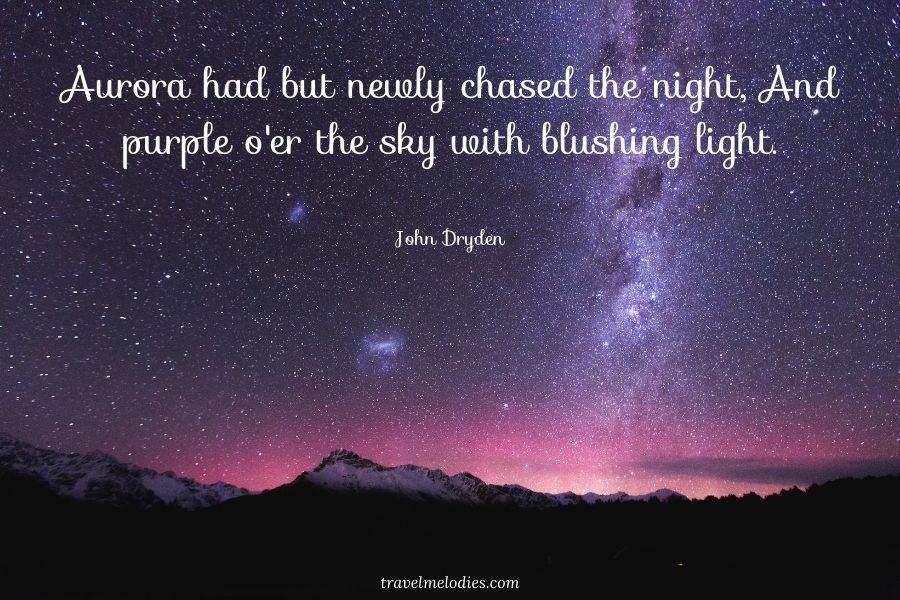 Aurora had but newly chased the night, And
purple o'er the sky with blushing light.
John Dryden
travelmelodies.com